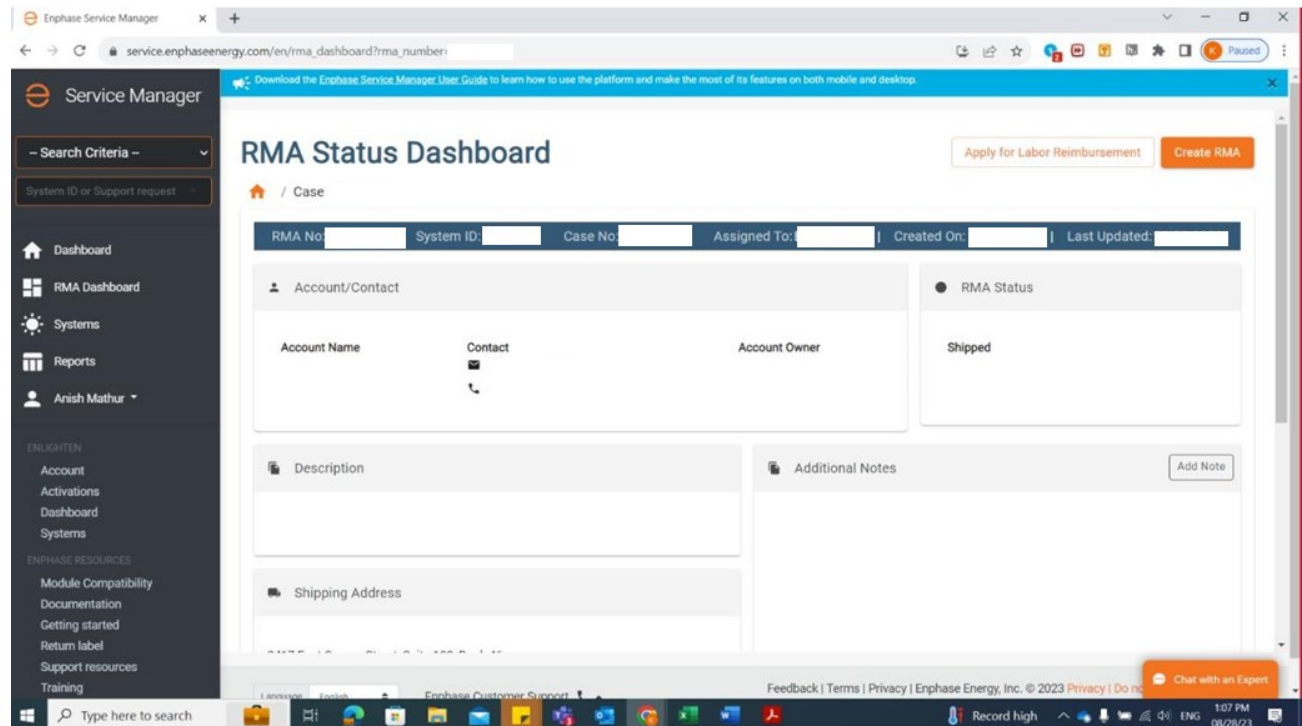 Enphase Service Manager
service.enphaseenergy.com/en/rma_dashboard?rma_number=
2
K Paused
Service Manager
Download the Enphase Service Manager User Guide to learn how to use the platform and make the most of its features on both mobile and desktop.
– Search Criteria –
System ID or Support request
RMA Status Dashboard
Apply for Labor Reimbursement
Create RMA
/ Case
RMA No: System ID: Case No: Assigned To: | Created On: | Last Updated:
Dashboard
RMA Dashboard
Systems
Reports
Anish Mathur
Account/Contact
RMA Status
Account Name Contact Account Owner
Shipped
ENLIGHTEN
Account
Activations
Dashboard
Systems
ENPHASE RESOURCES
Module Compatibility
Documentation
Getting started
Return label
Support resources
Training
Description
Additional Notes
Add Note
Shipping Address
Language English Enphase Customer Support
Feedback | Terms | Privacy | Enphase Energy, Inc. © 2023 Privacy | Do
Chat with an Expert
Type here to search
Record high
ENG
1:07 PM
08/28/23